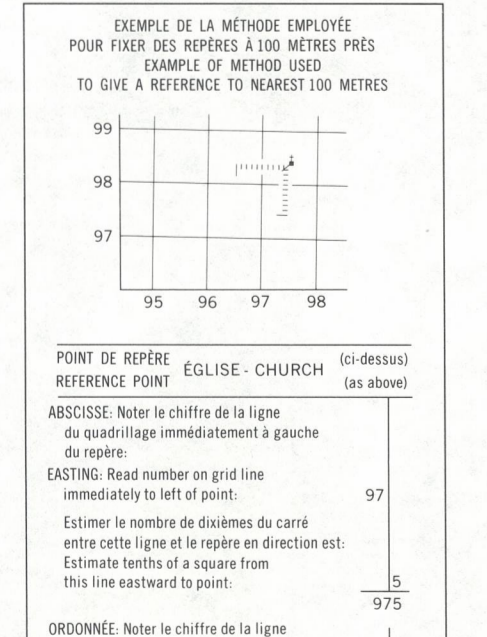 EXEMPLE DE LA MÉTHODE EMPLOYÉE
POUR FIXER DES REPÈRES À 100 MÈTRES PRÈS
EXAMPLE OF METHOD USED
TO GIVE A REFERENCE TO NEAREST 100 METRES
99
98
97
95 96 97 98
POINT DE REPÈRE
REFERENCE POINT
ÉGLISE - CHURCH
(ci-dessus)
(as above)
ABSCISSE: Noter le chiffre de la ligne
du quadrillage immédiatement à gauche
du repère:
EASTING: Read number on grid line
immediately to left of point: 97
Estimer le nombre de dixièmes du carré
entre cette ligne et le repère en direction est:
Estimate tenths of a square from
this line eastward to point: 5
975
ORDONNÉE: Noter le chiffre de la ligne